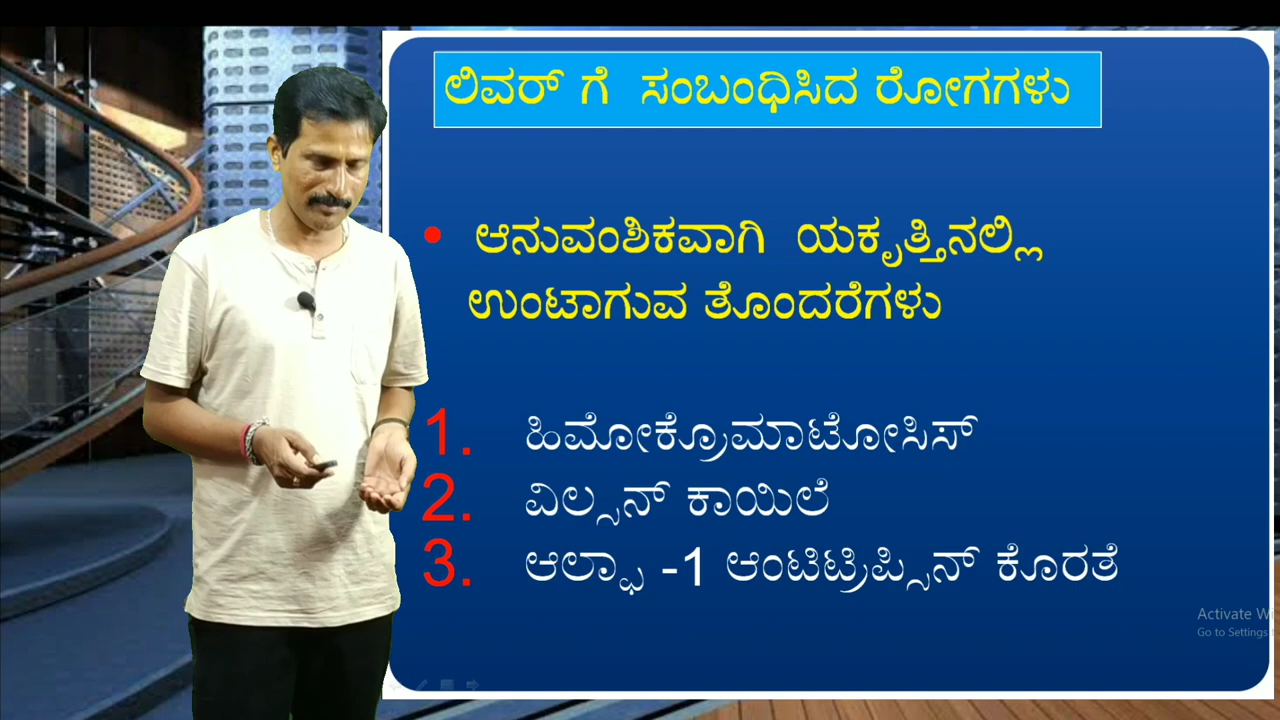 ಲಿವರ್ ಗೆ ಸಂಬಂಧಿಸಿದ ರೋಗಗಳು
• ಆನುವಂಶಿಕವಾಗಿ ಯಕೃತ್ತಿನಲ್ಲಿ
ಉಂಟಾಗುವ ತೊಂದರೆಗಳು
1. ಹಿಮೋಕ್ರೊಮಾಟೋಸಿಸ್
2. ವಿಲ್ಸನ್ ಕಾಯಿಲೆ
3. ಆಲ್ಫಾ -1 ಆಂಟಿಟ್ರಿಪ್ಸಿನ್ ಕೊರತೆ
Activate W
Go to Settings